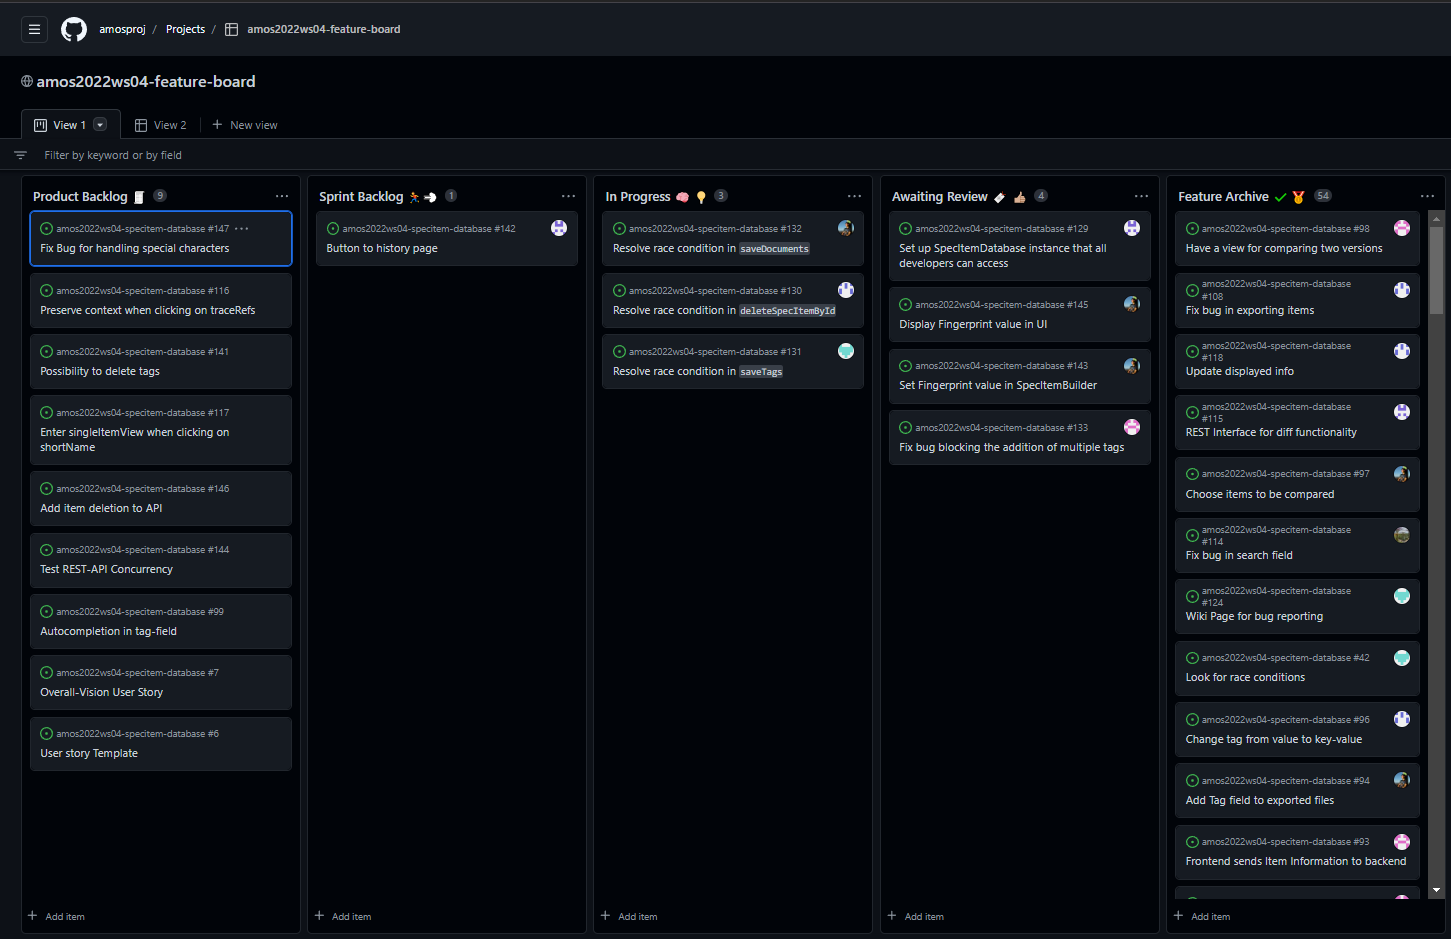 amosproj / Projects / amos2022ws04-feature-board
amos2022ws04-feature-board
View 1
View 2
New view
Filter by keyword or by field
Product Backlog 9
amos2022ws04-specitem-database #147
Fix Bug for handling special characters
amos2022ws04-specitem-database #116
Preserve context when clicking on traceRefs
amos2022ws04-specitem-database #141
Possibility to delete tags
amos2022ws04-specitem-database #117
Enter singleItemView when clicking on
shortName
amos2022ws04-specitem-database #146
Add item deletion to API
amos2022ws04-specitem-database #144
Test REST-API Concurrency
amos2022ws04-specitem-database #99
Autocompletion in tag-field
amos2022ws04-specitem-database #7
Overall-Vision User Story
amos2022ws04-specitem-database #6
User story Template
Add item
Sprint Backlog 1
amos2022ws04-specitem-database #142
Button to history page
Add item
In Progress 3
amos2022ws04-specitem-database #132
Resolve race condition in saveDocuments
amos2022ws04-specitem-database #130
Resolve race condition in deleteSpecItemById
amos2022ws04-specitem-database #131
Resolve race condition in saveTags
Add item
Awaiting Review 4
amos2022ws04-specitem-database #129
Set up SpecItemDatabase instance that all
developers can access
amos2022ws04-specitem-database #145
Display Fingerprint value in UI
amos2022ws04-specitem-database #143
Set Fingerprint value in SpecItemBuilder
amos2022ws04-specitem-database #133
Fix bug blocking the addition of multiple tags
Add item
Feature Archive 54
amos2022ws04-specitem-database #98
Have a view for comparing two versions
amos2022ws04-specitem-database
#108
Fix bug in exporting items
amos2022ws04-specitem-database
#118
Update displayed info
amos2022ws04-specitem-database
#115
REST Interface for diff functionality
amos2022ws04-specitem-database #97
Choose items to be compared
amos2022ws04-specitem-database
#114
Fix bug in search field
amos2022ws04-specitem-database
#124
Wiki Page for bug reporting
amos2022ws04-specitem-database #42
Look for race conditions
amos2022ws04-specitem-database #96
Change tag from value to key-value
amos2022ws04-specitem-database #94
Add Tag field to exported files
amos2022ws04-specitem-database #93
Frontend sends Item Information to backend
Add item